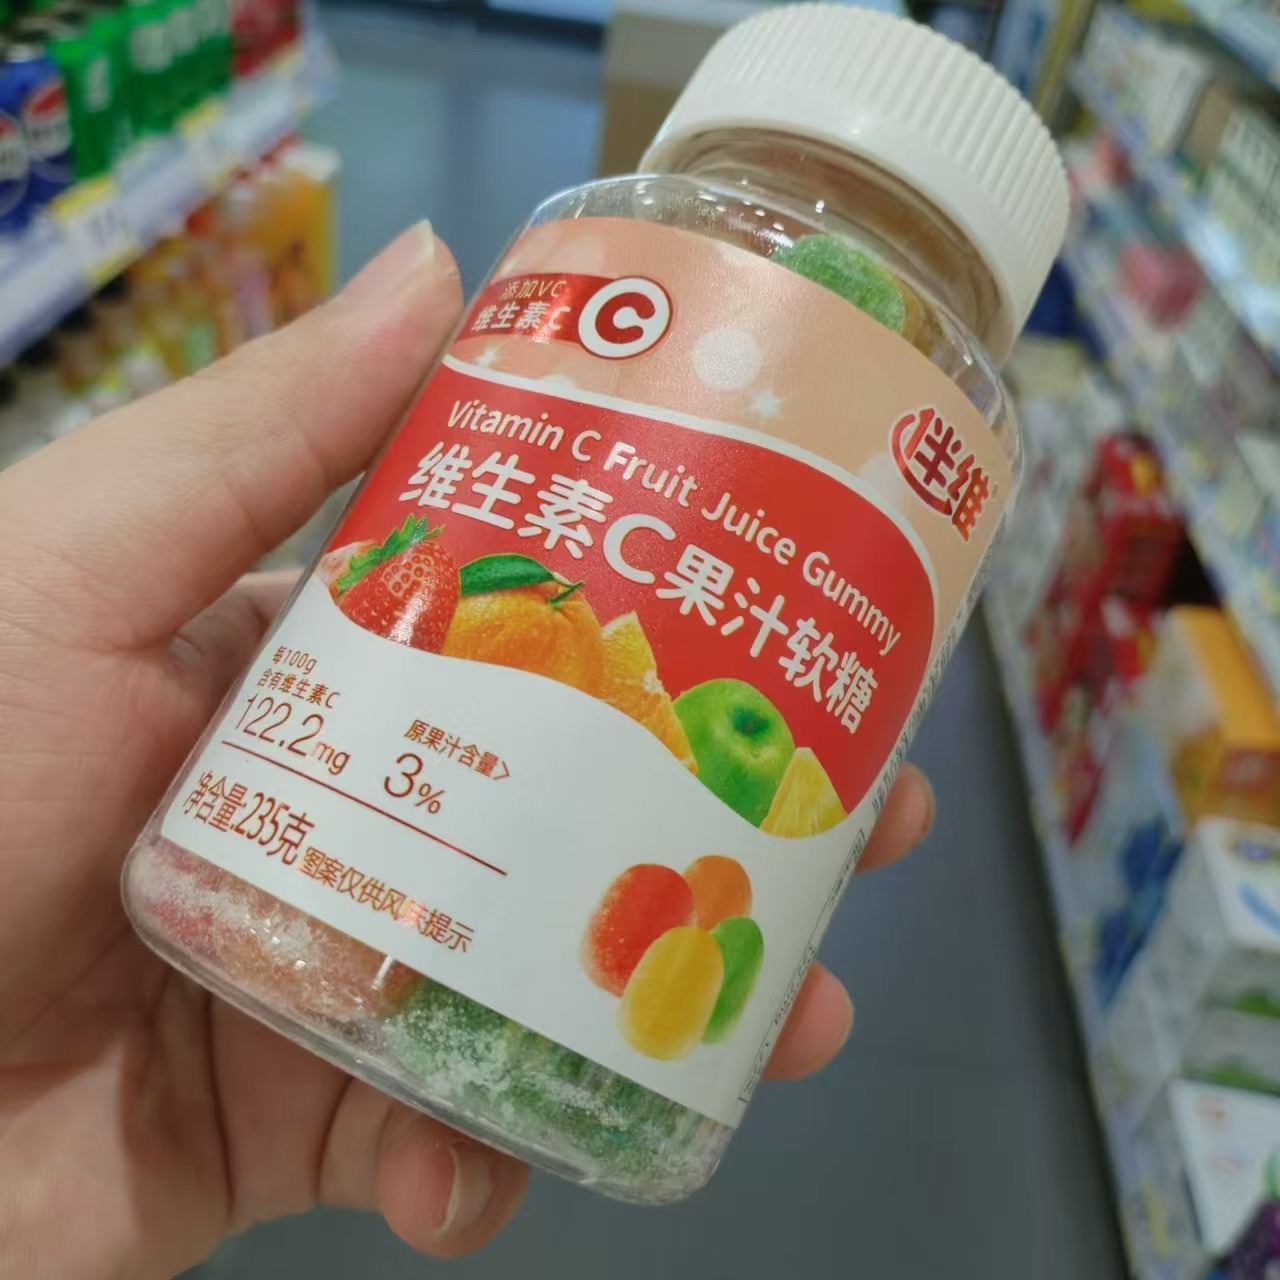 添加VC
维生素C
C
伴维
Vitamin C Fruit Juice Gummy
维生素C果汁软糖
每100g
含有维生素C
122.2mg
原果汁含量>
3%
净含量:235克
图案仅供风味提示